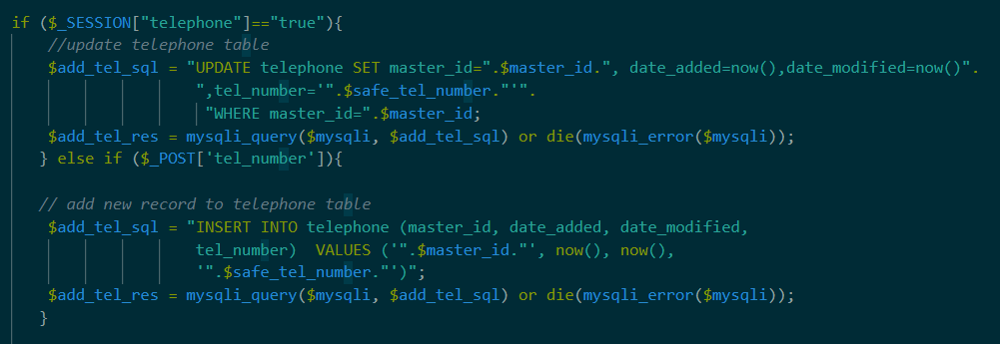 if ($_SESSION["telephone"]=="true"){
//update telephone table
$add_tel_sql = "UPDATE telephone SET master_id=".$master_id.", date_added=now(),date_modified=now()".
",tel_number='".$safe_tel_number."'".
"WHERE master_id=".$master_id;
$add_tel_res = mysqli_query($mysqli, $add_tel_sql) or die(mysqli_error($mysqli));
} else if ($_POST['tel_number']){
// add new record to telephone table
$add_tel_sql = "INSERT INTO telephone (master_id, date_added, date_modified,
tel_number)  VALUES ('".$master_id."', now(), now(),
'".$safe_tel_number."')";
$add_tel_res = mysqli_query($mysqli, $add_tel_sql) or die(mysqli_error($mysqli));
}